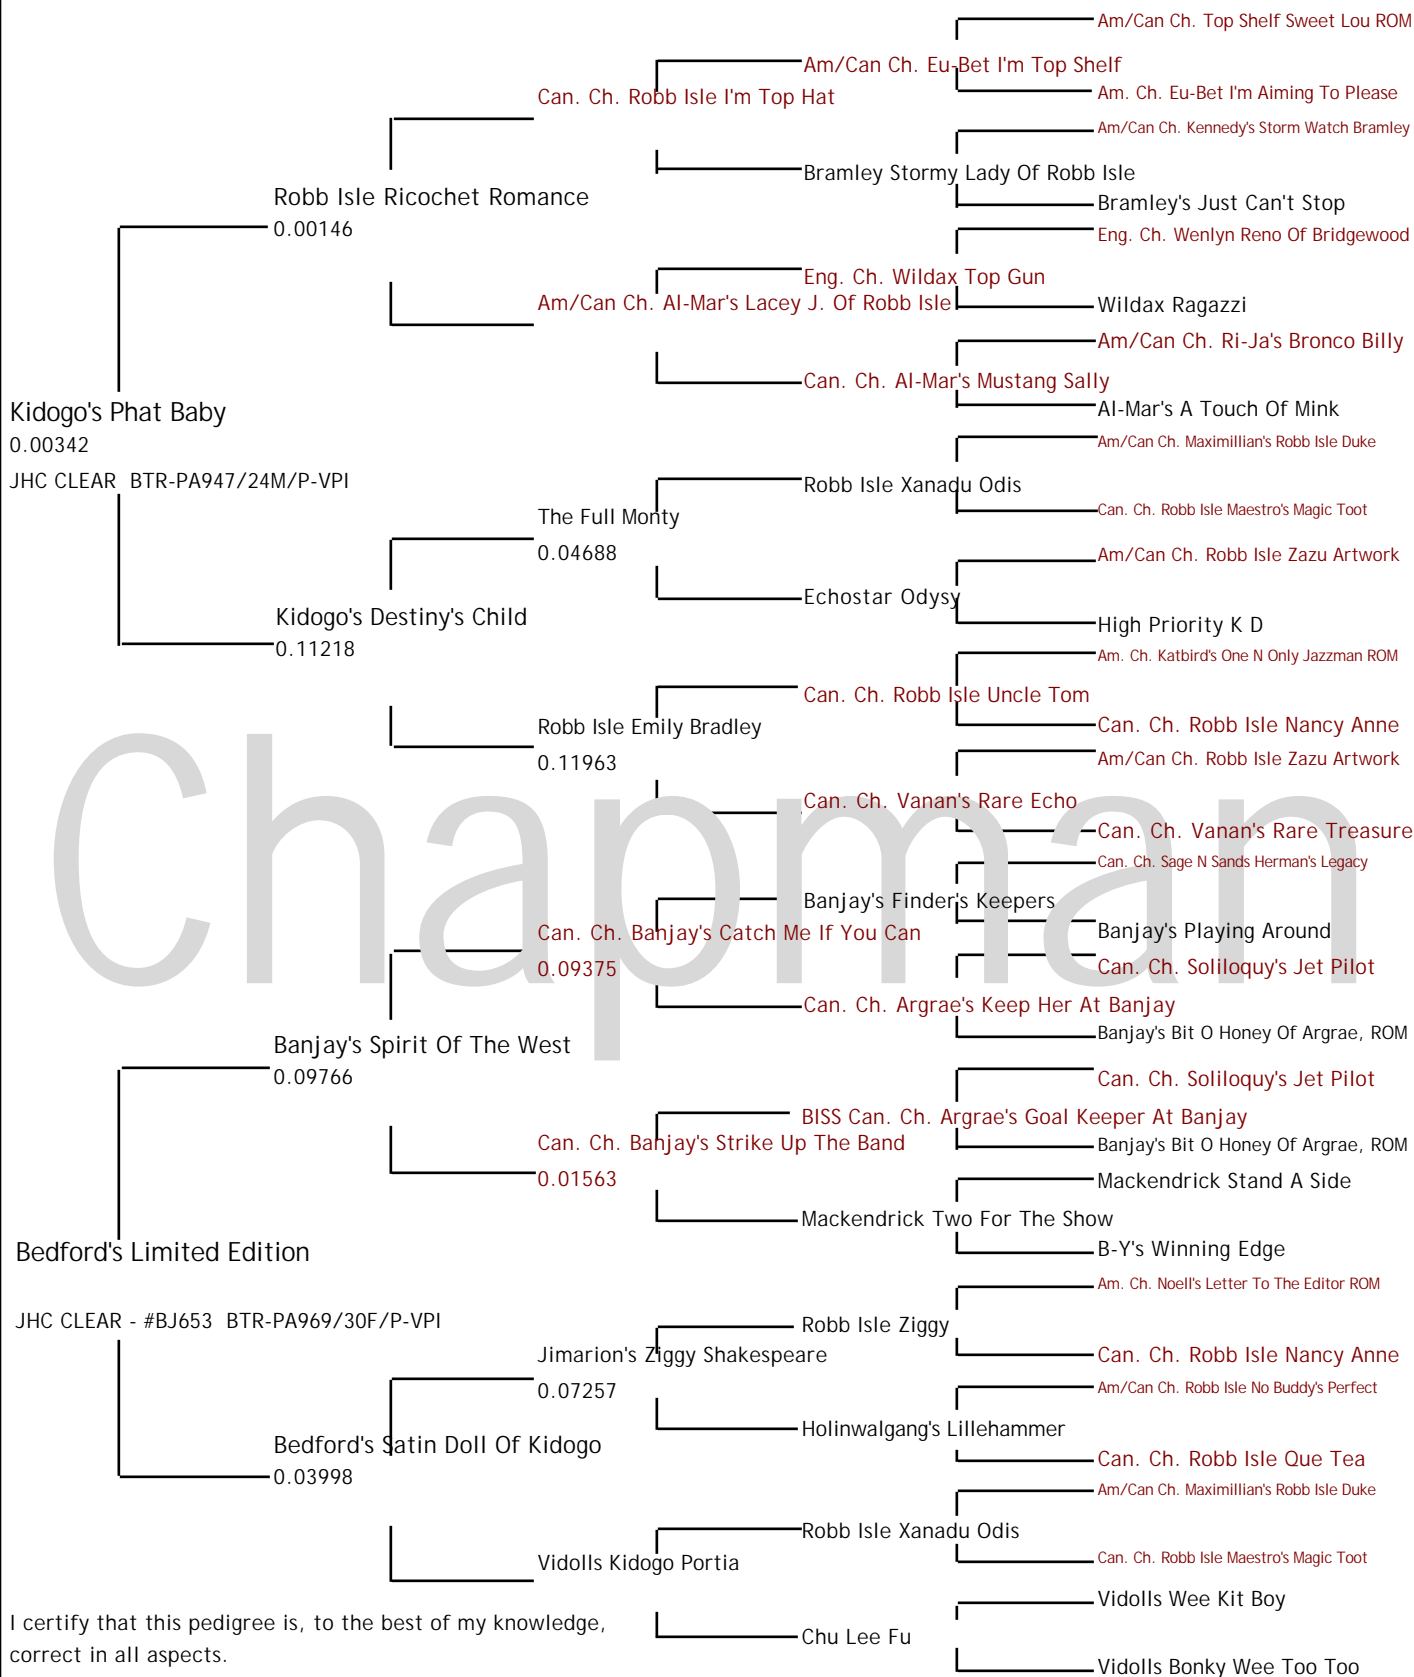 Am/Can Ch. Top Shelf Sweet Lou ROM
Am/Can Ch. Eu-Bet I'm Top Shelf
Am. Ch. Eu-Bet I'm Aiming To Please
Can. Ch. Robb Isle I'm Top Hat
Am/Can Ch. Kennedy's Storm Watch Bramley
Bramley Stormy Lady Of Robb Isle
Bramley's Just Can't Stop
Robb Isle Ricochet Romance
0.00146
Eng. Ch. Wenlyn Reno Of Bridgewood
Eng. Ch. Wildax Top Gun
Wildax Ragazzi
Am/Can Ch. Al-Mar's Lacey J. Of Robb Isle
Am/Can Ch. Ri-Ja's Bronco Billy
Can. Ch. Al-Mar's Mustang Sally
Al-Mar's A Touch Of Mink
Kidogo's Phat Baby
0.00342
JHC CLEAR BTR-PA947/24M/P-VPI
Am/Can Ch. Maximillian's Robb Isle Duke
Robb Isle Xanadu Odis
Can. Ch. Robb Isle Maestro's Magic Toot
The Full Monty
0.04688
Am/Can Ch. Robb Isle Zazu Artwork
Echostar Odysy
High Priority K D
Kidogo's Destiny's Child
0.11218
Am. Ch. Katbird's One N Only Jazzman ROM
Can. Ch. Robb Isle Uncle Tom
Can. Ch. Robb Isle Nancy Anne
Robb Isle Emily Bradley
0.11963
Am/Can Ch. Robb Isle Zazu Artwork
Can. Ch. Vanan's Rare Echo
Can. Ch. Vanan's Rare Treasure
Chapman
Can. Ch. Sage N Sands Herman's Legacy
Banjay's Finder's Keepers
Banjay's Playing Around
Can. Ch. Banjay's Catch Me If You Can
0.09375
Can. Ch. Soliloquy's Jet Pilot
Can. Ch. Argrae's Keep Her At Banjay
Banjay's Bit O Honey Of Argrae, ROM
Banjay's Spirit Of The West
0.09766
Can. Ch. Soliloquy's Jet Pilot
BISS Can. Ch. Argrae's Goal Keeper At Banjay
Banjay's Bit O Honey Of Argrae, ROM
Can. Ch. Banjay's Strike Up The Band
0.01563
Mackendrick Stand A Side
Mackendrick Two For The Show
B-Y's Winning Edge
Bedford's Limited Edition
JHC CLEAR - #BJ653 BTR-PA969/30F/P-VPI
Am. Ch. Noell's Letter To The Editor ROM
Robb Isle Ziggy
Can. Ch. Robb Isle Nancy Anne
Jimarion's Ziggy Shakespeare
0.07257
Am/Can Ch. Robb Isle No Buddy's Perfect
Holinwalgang's Lillehammer
Can. Ch. Robb Isle Que Tea
Bedford's Satin Doll Of Kidogo
0.03998
Am/Can Ch. Maximillian's Robb Isle Duke
Robb Isle Xanadu Odis
Can. Ch. Robb Isle Maestro's Magic Toot
Vidolls Kidogo Portia
Vidolls Wee Kit Boy
Chu Lee Fu
Vidolls Bonky Wee Too Too
I certify that this pedigree is, to the best of my knowledge,
correct in all aspects.